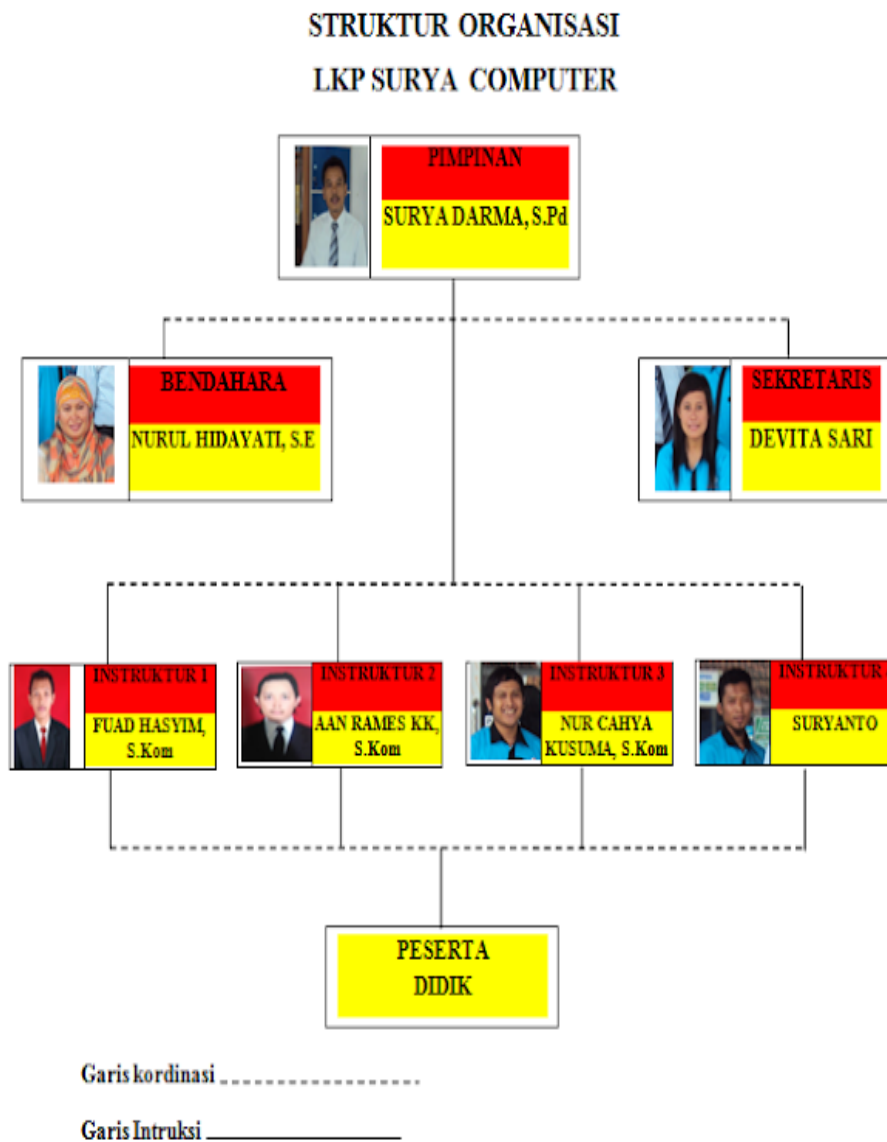 STRUKTUR ORGANISASI
LKP SURYA COMPUTER
PIMPINAN
SURYA DARMA, S.Pd
BENDAHARA
NURUL HIDAYATI, S.E
SEKRETARIS
DEVITA SARI
INSTRUKTUR 1
FUAD HASYIM,
S.Kom
INSTRUKTUR 2
AAN RAMES KK,
S.Kom
INSTRUKTUR 3
NUR CAHYA
KUSUMA, S.Kom
INSTRUKTUR
SURYANTO
PESERTA
DIDIK
Garis kordinasi
Garis Intruksi